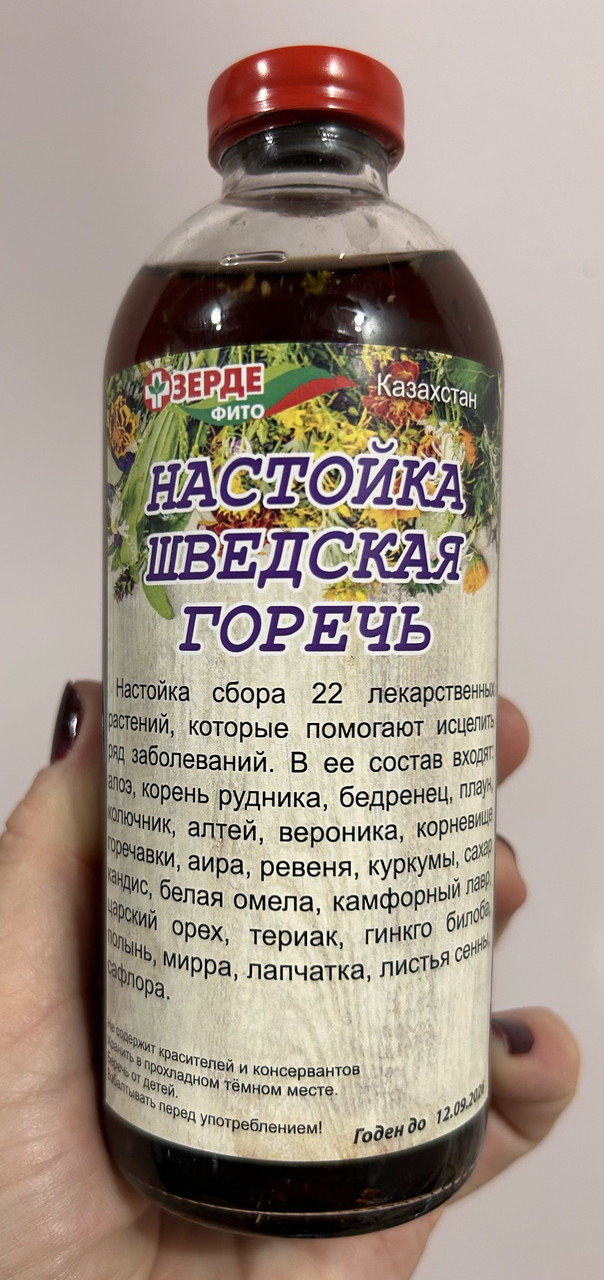 ЗЕРДЕ
ФИТО
Казахстан
НАСТОЙКА
ШВЕДСКАЯ
ГОРЕЧЬ
Настойка сбора 22 лекарственных
растений, которые помогают исцелить
ряд заболеваний. В ее состав входят:
алоэ, корень рудника, бедренец, плаун,
колючник, алтей, вероника, корневище
горечавки, аира, ревеня, куркумы, сахар
кандис, белая омела, камфорный лавр,
царский орех, териак, гинкго билоба,
полынь, мирра, лапчатка, листья сенны,
сафлора.
Не содержит красителей и консервантов
Хранить в прохладном тёмном месте.
Беречь от детей.
Взбалтывать перед употреблением!
Годен до 12.09.2026